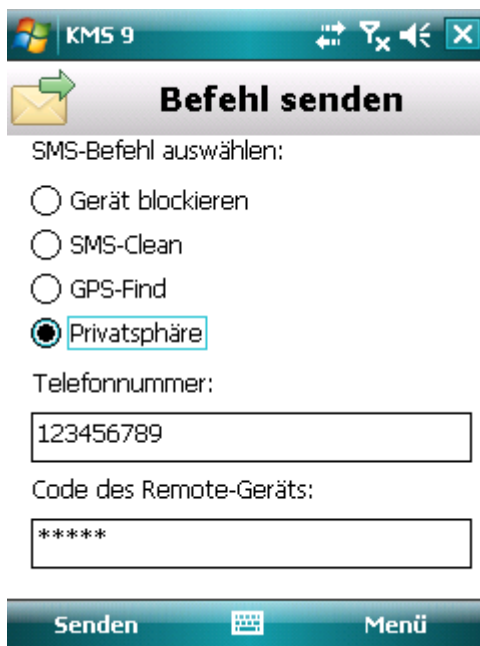 KMS 9
Befehl senden
SMS-Befehl auswählen:
Gerät blockieren
SMS-Clean
GPS-Find
Privatsphäre
Telefonnummer:
123456789
Code des Remote-Geräts:
*****
Senden
Menü